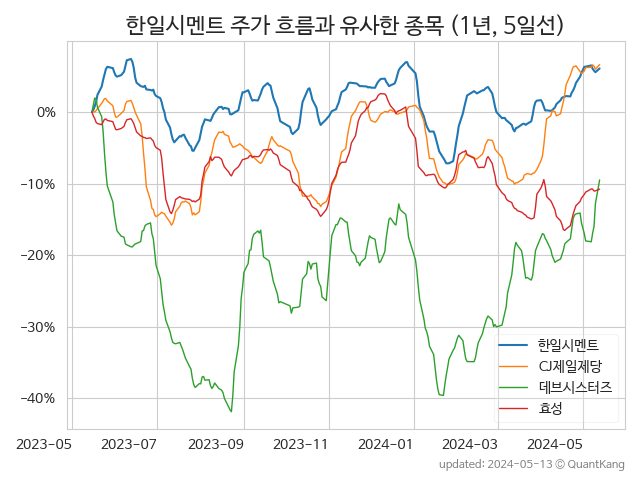 한일시멘트 주가 흐름과 유사한 종목 (1년, 5일선)
0%
−10%
−20%
−30%
−40%
한일시멘트
CJ제일제당
데브시스터즈
효성
2023-05 2023-07 2023-09 2023-11 2024-01 2024-03 2024-05
updated: 2024-05-13 © QuantKang